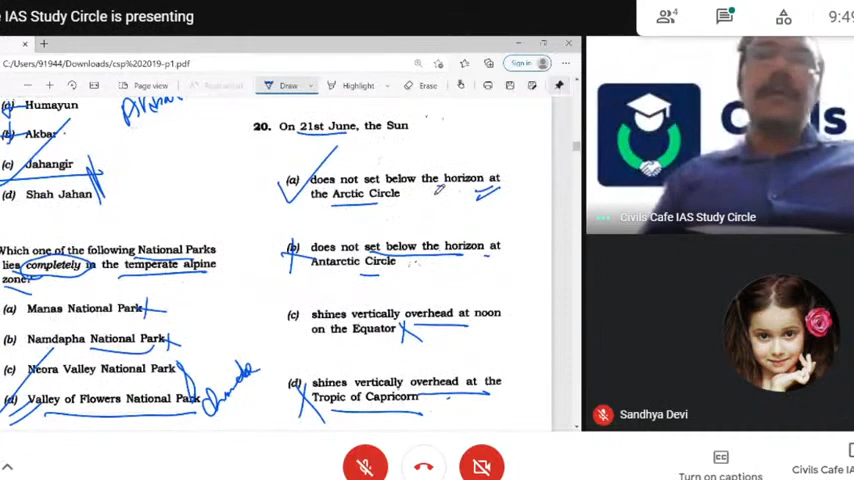 e IAS Study Circle is presenting
4
9:49
C:/Users/91944/Downloads/csp%202019-p1.pdf
Sign in
Page view
Read aloud
Draw
Highlight
Erase
Humayun
(b) Akbar
(c) Jahangir
(d) Shah Jahan
Which one of the following National Parks
lies completely in the temperate alpine
zone?
(a) Manas National Park
(b) Namdapha National Park
(c) Neora Valley National Park
(d) Valley of Flowers National Park
20. On 21st June, the Sun
(a) does not set below the horizon at
the Arctic Circle
(b) does not set below the horizon at
Antarctic Circle
(c) shines vertically overhead at noon
on the Equator
(d) shines vertically overhead at the
Tropic of Capricorn
Civils Cafe IAS Study Circle
Sandhya Devi
Turn on captions
Civils Cafe IA